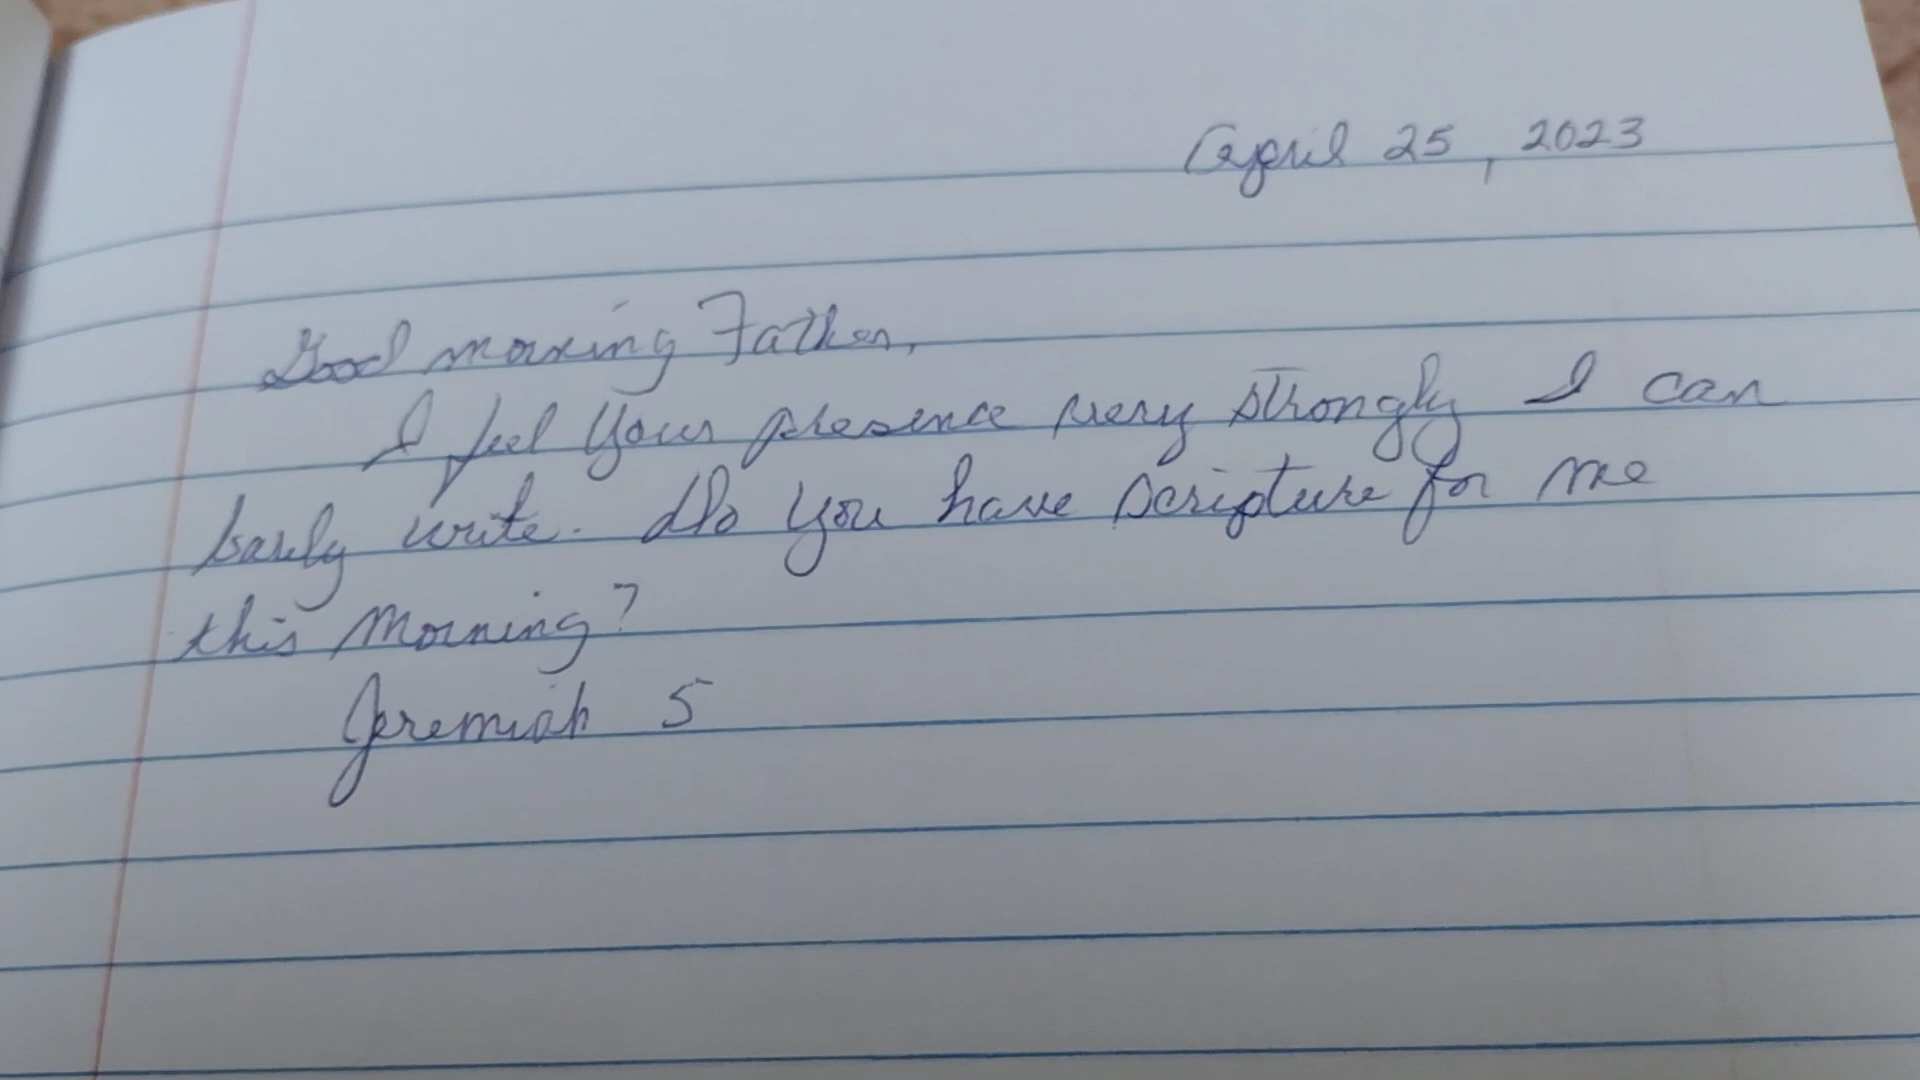 April 25, 2023
Good morning Father,
I feel Your presence very strongly I can
barely write. Do You have scripture for me
this morning?
Jeremiah 5